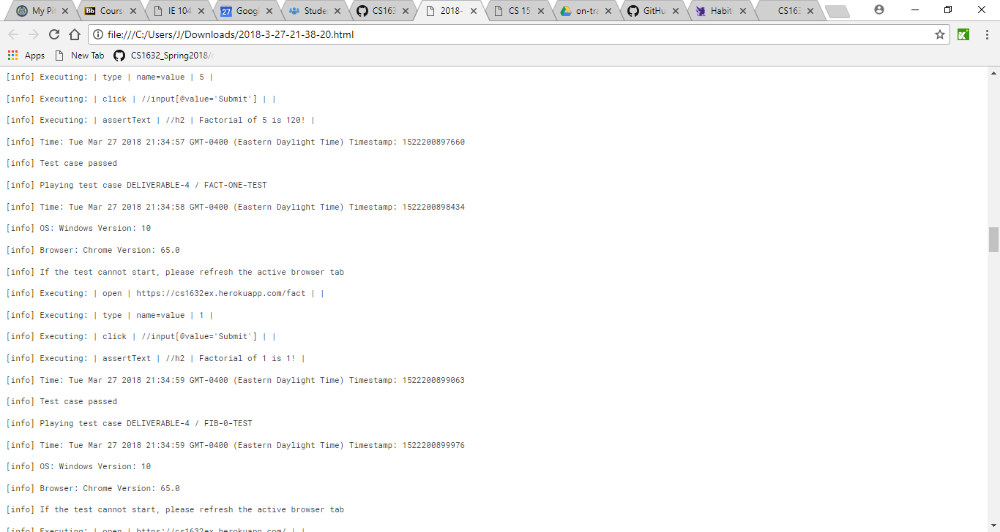 My Pi
Bb Cours
IE 104
27 Googl
Stude
CS163
2018-
CS 15
on-tra
GitHu
Habiti
CS163
file:///C:/Users/J/Downloads/2018-3-27-21-38-20.html
Apps New Tab CS1632_Spring2018/
[info] Executing: | type | name=value | 5 |
[info] Executing: | click | //input[@value='Submit'] | |
[info] Executing: | assertText | //h2 | Factorial of 5 is 120! |
[info] Time: Tue Mar 27 2018 21:34:57 GMT-0400 (Eastern Daylight Time) Timestamp: 1522200897660
[info] Test case passed
[info] Playing test case DELIVERABLE-4 / FACT-ONE-TEST
[info] Time: Tue Mar 27 2018 21:34:58 GMT-0400 (Eastern Daylight Time) Timestamp: 1522200898434
[info] OS: Windows Version: 10
[info] Browser: Chrome Version: 65.0
[info] If the test cannot start, please refresh the active browser tab
[info] Executing: | open | https://cs1632ex.herokuapp.com/fact | |
[info] Executing: | type | name=value | 1 |
[info] Executing: | click | //input[@value='Submit'] | |
[info] Executing: | assertText | //h2 | Factorial of 1 is 1! |
[info] Time: Tue Mar 27 2018 21:34:59 GMT-0400 (Eastern Daylight Time) Timestamp: 1522200899063
[info] Test case passed
[info] Playing test case DELIVERABLE-4 / FIB-0-TEST
[info] Time: Tue Mar 27 2018 21:34:59 GMT-0400 (Eastern Daylight Time) Timestamp: 1522200899976
[info] OS: Windows Version: 10
[info] Browser: Chrome Version: 65.0
[info] If the test cannot start, please refresh the active browser tab
[info] Executing: | open | https://cs1632ex.herokuapp.com/ | |